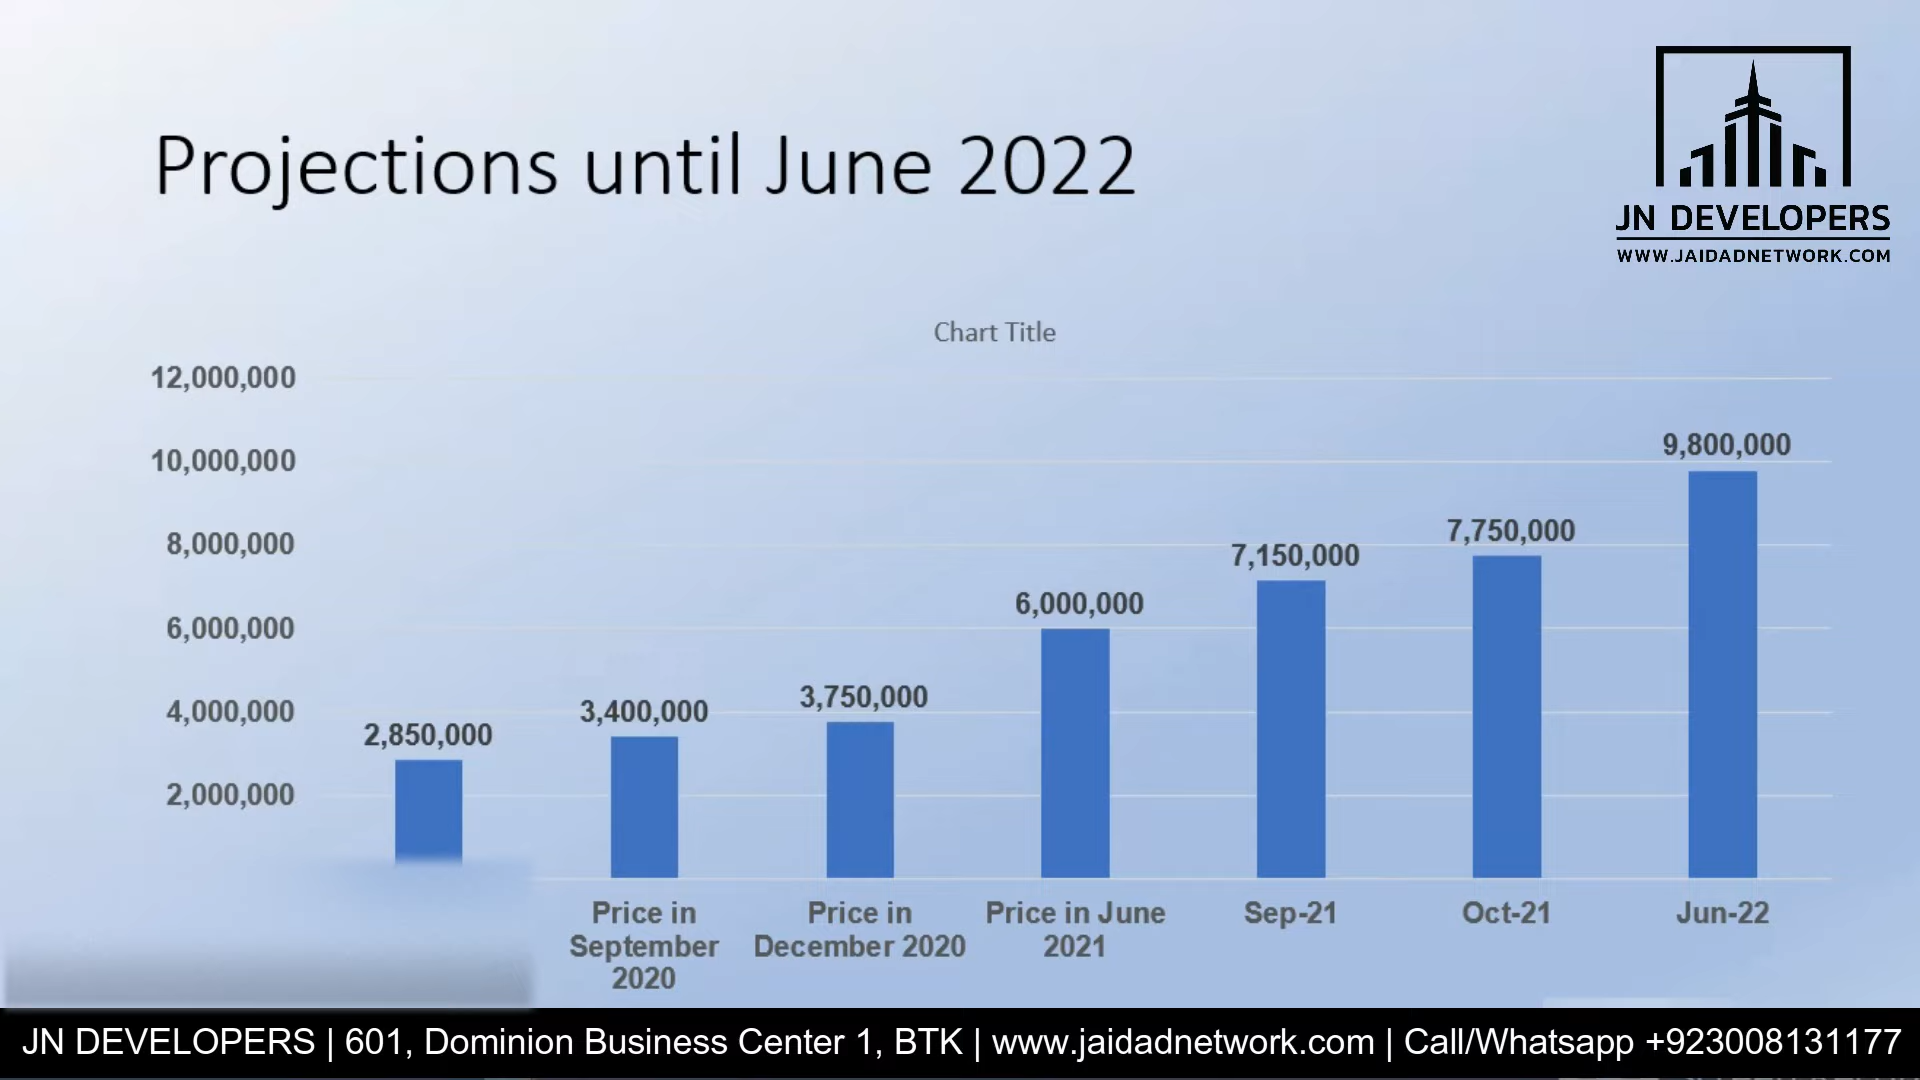 Projections until June 2022
JN DEVELOPERS
WWW.JAIDADNETWORK.COM
Chart Title
12,000,000
10,000,000
8,000,000
6,000,000
4,000,000
2,000,000
2,850,000
3,400,000
3,750,000
6,000,000
7,150,000
7,750,000
9,800,000
Price in
September
2020
Price in
December 2020
Price in June
2021
Sep-21
Oct-21
Jun-22
JN DEVELOPERS | 601, Dominion Business Center 1, BTK | www.jaidadnetwork.com | Call/Whatsapp +923008131177